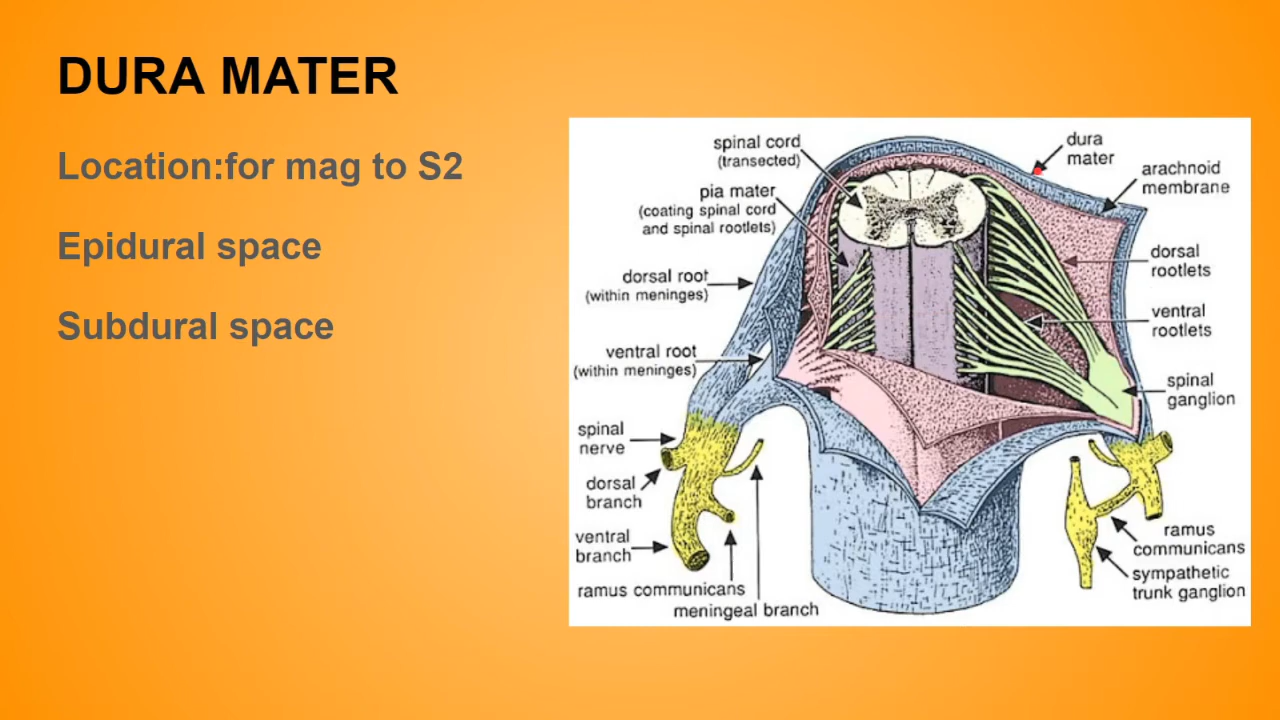 DURA MATER
Location:for mag to S2
Epidural space
Subdural space
spinal cord
(transected)
pia mater
(coating spinal cord
and spinal rootlets)
dorsal root
(within meninges)
ventral root
(within meninges)
spinal
nerve
dorsal
branch
ventral
branch
ramus communicans
meningeal branch
dura
mater
arachnoid
membrane
dorsal
rootlets
ventral
rootlets
spinal
ganglion
ramus
communicans
sympathetic
trunk ganglion